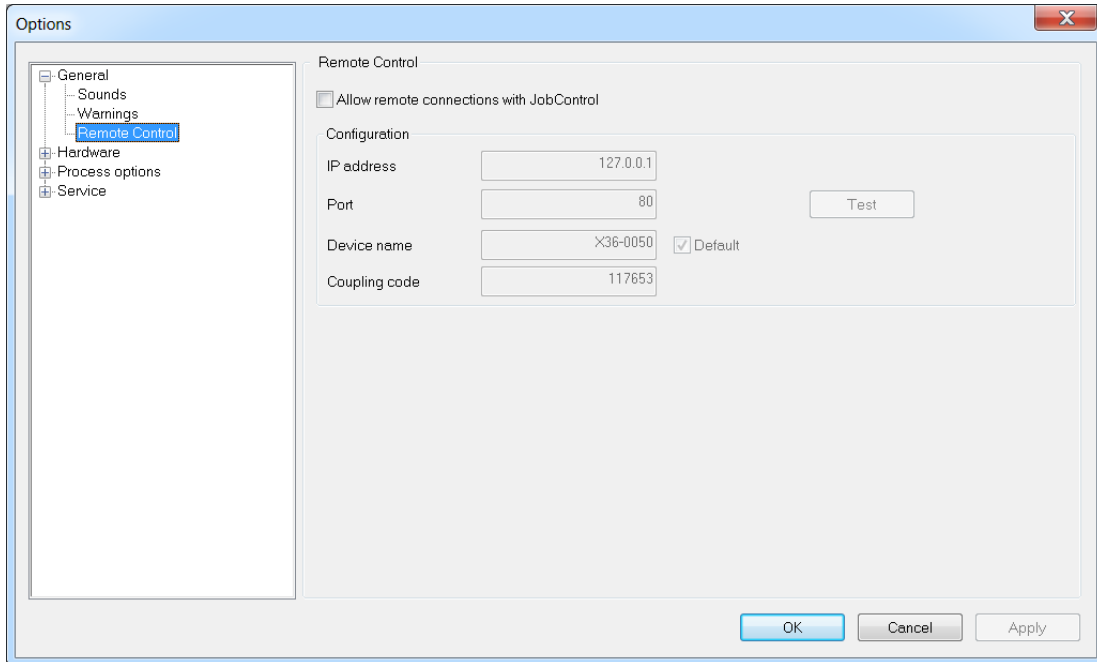 Options
General
Sounds
Warnings
Remote Control
Hardware
Process options
Service
Remote Control
Allow remote connections with JobControl
Configuration
IP address 127.0.0.1
Port 80 Test
Device name X36-0050 Default
Coupling code 117653
OK Cancel Apply